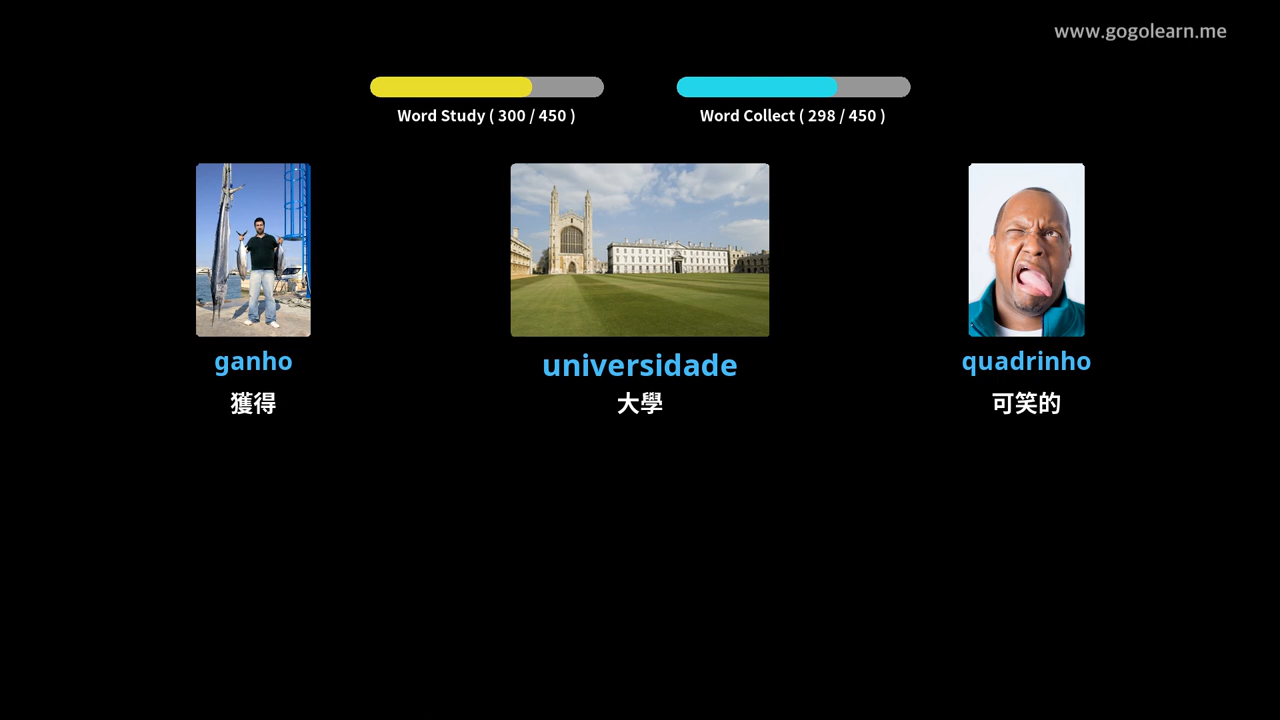 www.gogolearn.me
Word Study ( 300 / 450 )
Word Collect ( 298 / 450 )
ganho
universidade
quadrinho
獲得
大學
可笑的